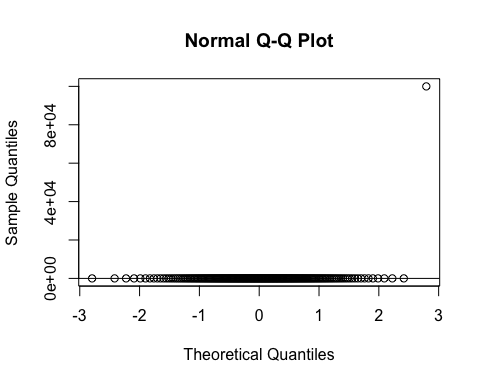 Normal Q-Q Plot
Sample Quantiles
8e+04
4e+04
0e+00
-3 -2 -1 0 1 2 3
Theoretical Quantiles